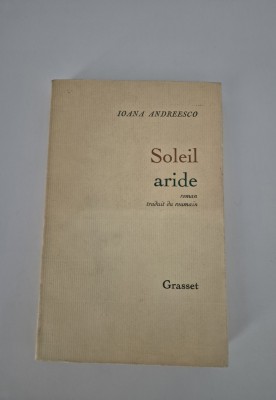 IOANA ANDREESCO
Soleil
aride
roman
traduit du roumain
Grasset